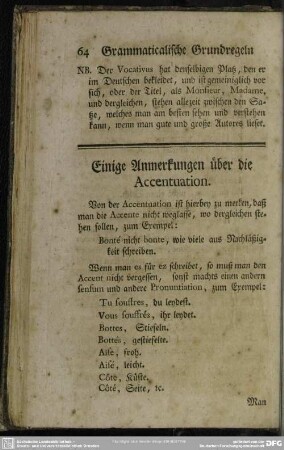 64 Grammaticalische Grundregeln
NB. Der Vocativus hat denselbigen Platz, den er
im Deutschen bekleidet, und ist gemeiniglich vor
sich, oder der Titel, als Monsieur, Madame,
und dergleichen, stehen allezeit zwischen den Sa-
tze, welches man am besten sehen und verstehen
kann, wenn man gute und große Autores lieset.
Einige Anmerkungen über die
Accentuation.
Von der Accentuation ist hierbey zu merken, daß
man die Accente nicht weglasse, wo dergleichen ste-
hen sollen, zum Exempel:
Bonté nicht bonte, wie viele aus Nachläßig-
keit schreiben.
Wenn man es für es schreibet, so muß man den
Accent nicht vergessen, sonst machts einen andern
sensum und andere Pronuntiation, zum Exempel:
Tu souffres, du leydest.
Vous souffrés, ihr leydet.
Bottes, Stiefeln.
Bottés, gestiefelte.
Aise, froh.
Aisé, leicht.
Côte, Küste.
Côté, Seite, ꝛc.
Man
DFG